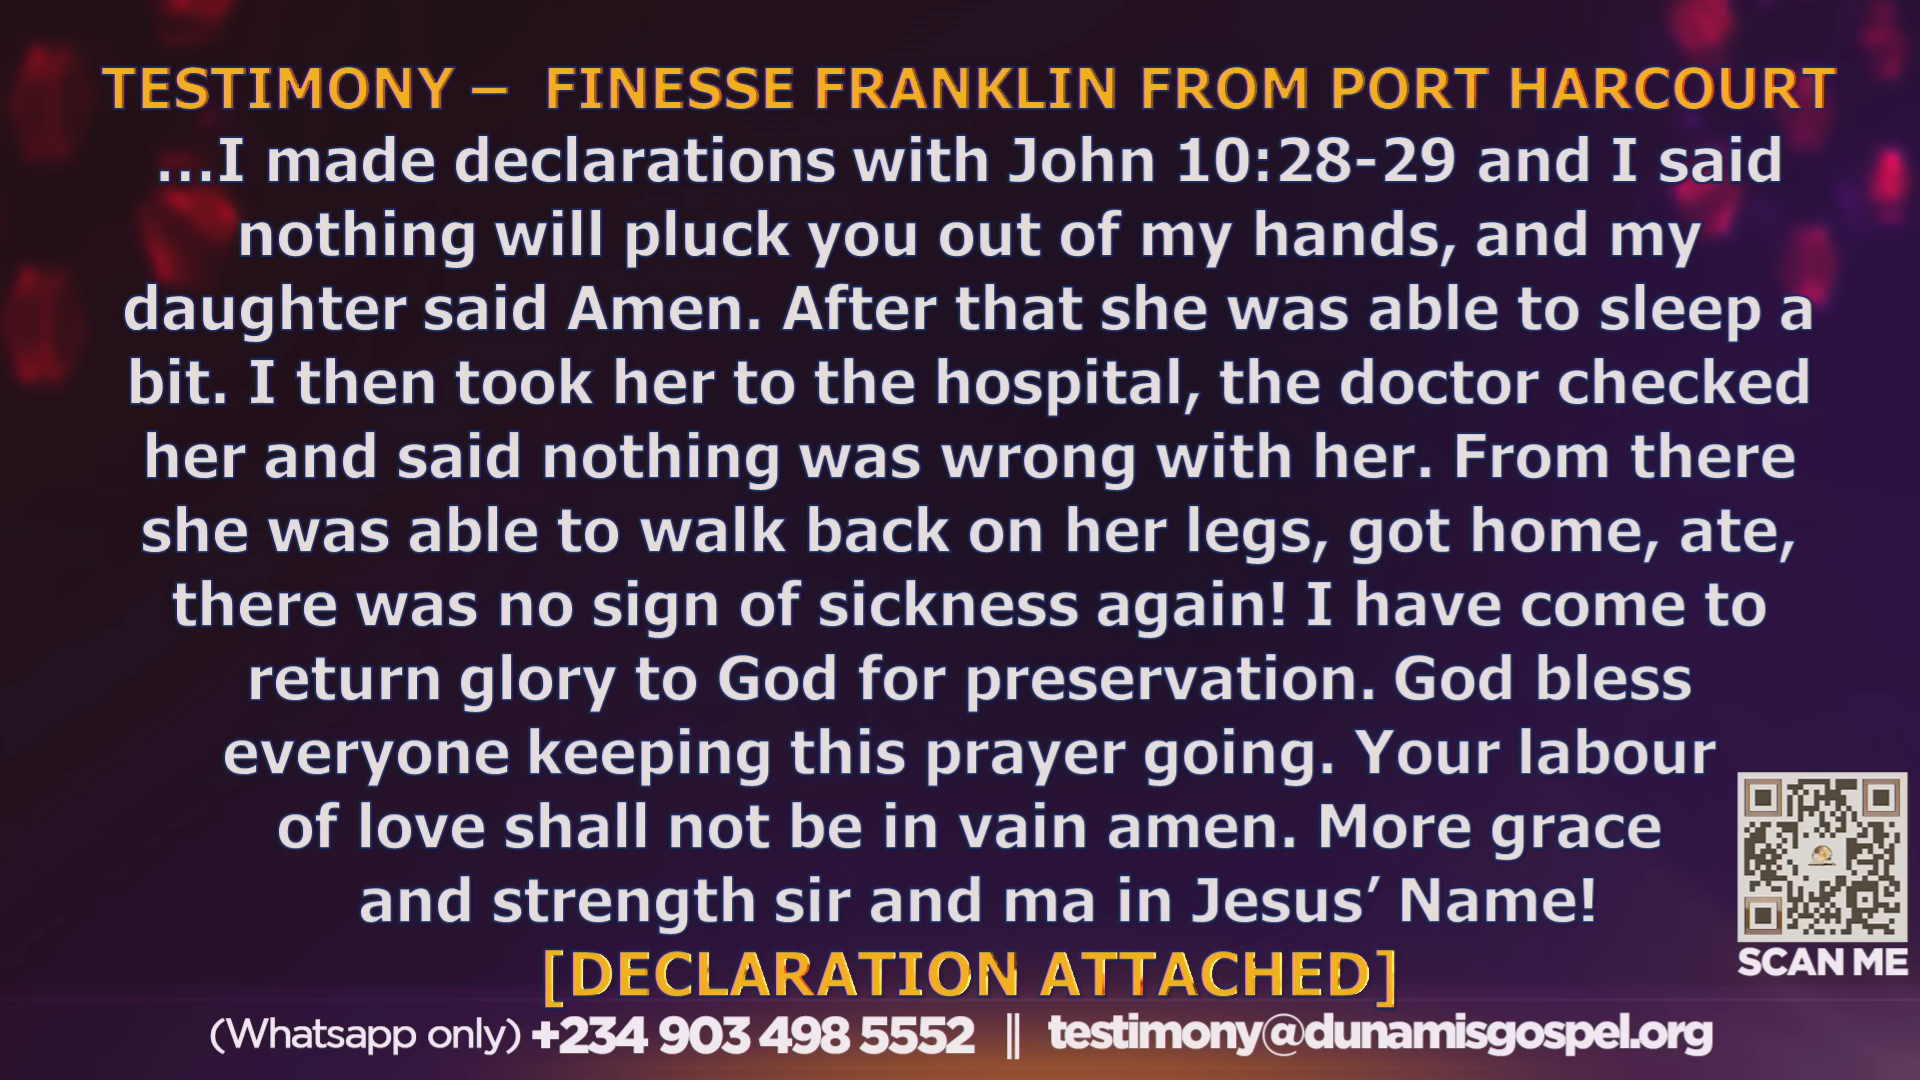 TESTIMONY – FINESSE FRANKLIN FROM PORT HARCOURT
...I made declarations with John 10:28-29 and I said
nothing will pluck you out of my hands, and my
daughter said Amen. After that she was able to sleep a
bit. I then took her to the hospital, the doctor checked
her and said nothing was wrong with her. From there
she was able to walk back on her legs, got home, ate,
there was no sign of sickness again! I have come to
return glory to God for preservation. God bless
everyone keeping this prayer going. Your labour
of love shall not be in vain amen. More grace
and strength sir and ma in Jesus’ Name!
[DECLARATION ATTACHED]
SCAN ME
(Whatsapp only) +234 903 498 5552 || testimony@dunamisgospel.org